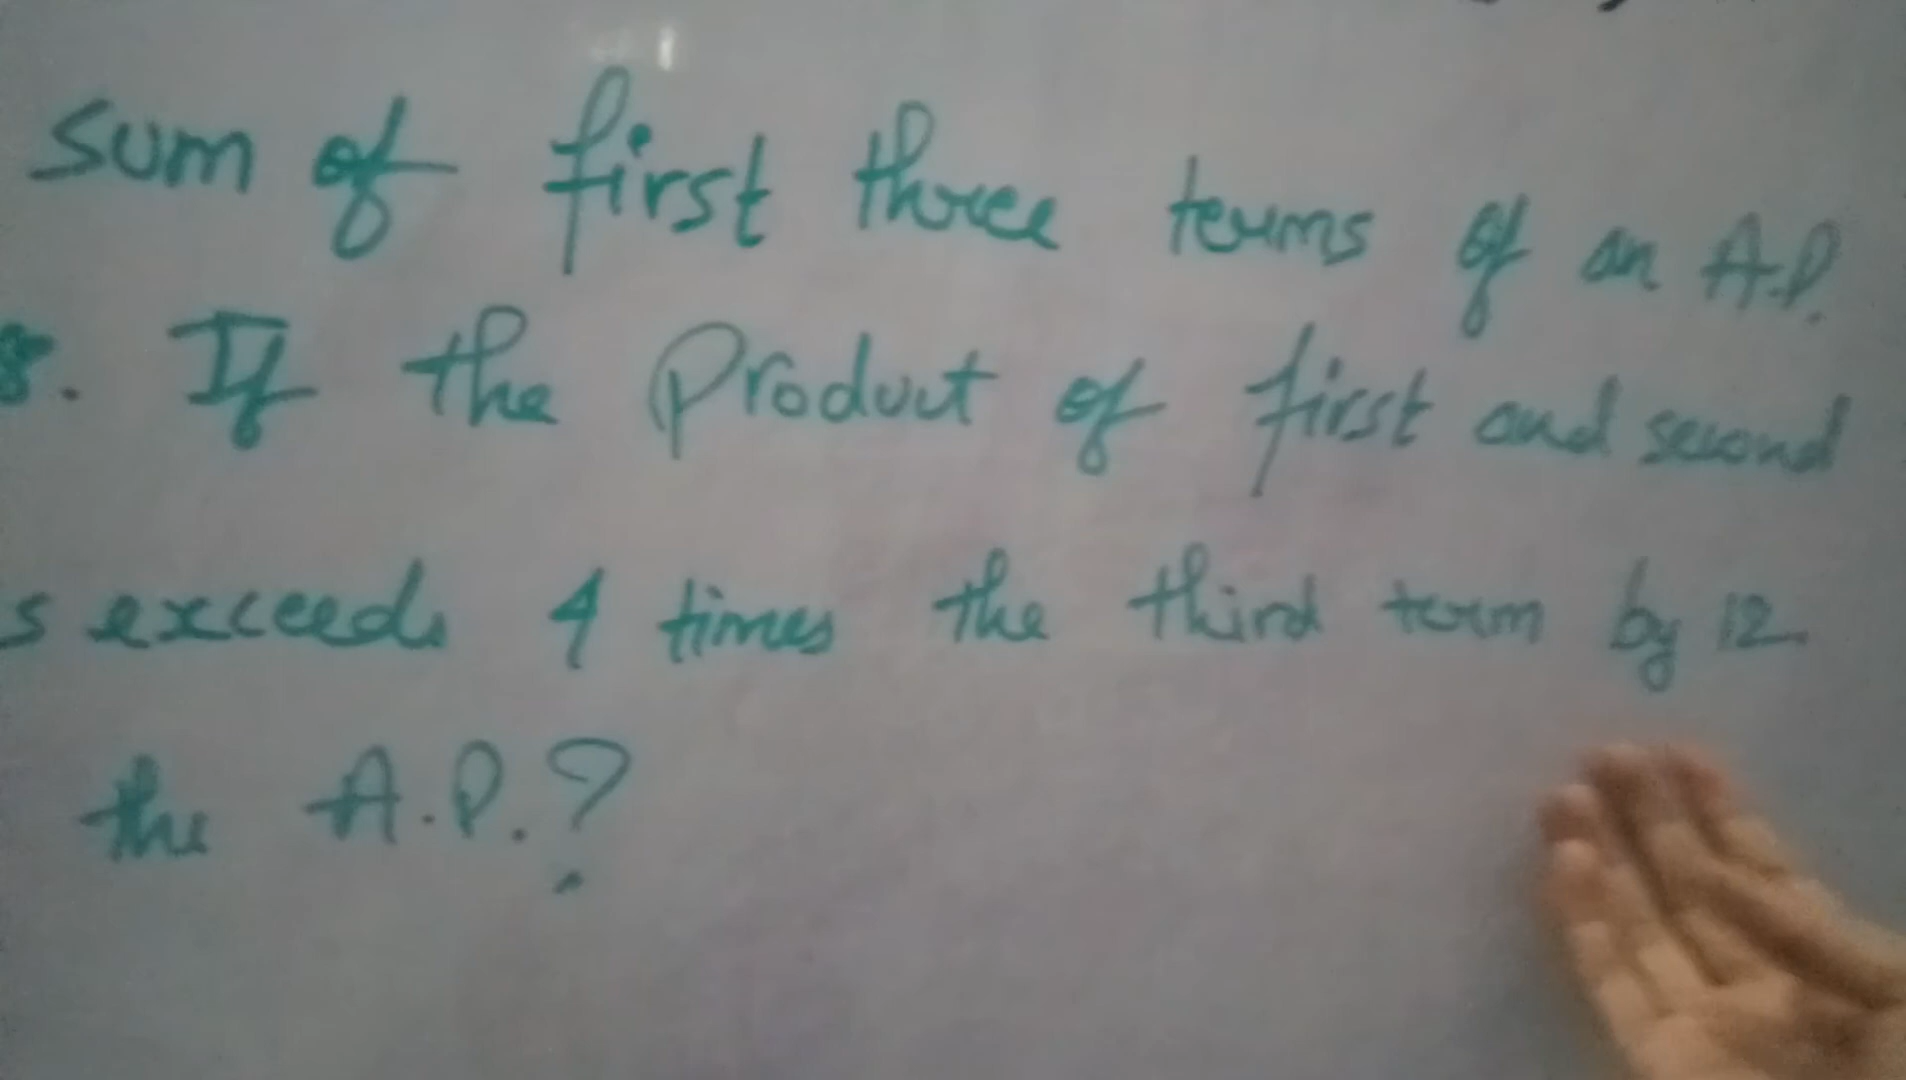 sum of first three terms of an A.P.
8. If the Product of first and second
s exceeds 4 times the third term by 12
the A.P.?